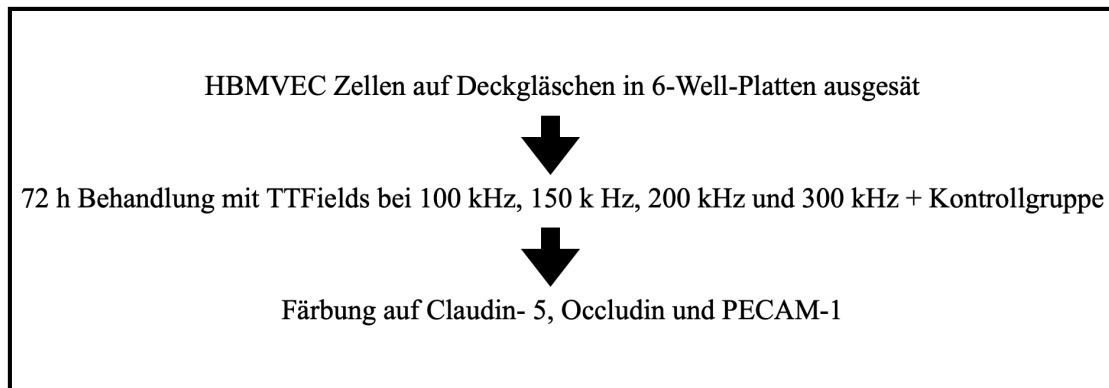 HBMVEC Zellen auf Deckgläschen in 6-Well-Platten ausgesät
72 h Behandlung mit TTFields bei 100 kHz, 150 k Hz, 200 kHz und 300 kHz + Kontrollgruppe
Färbung auf Claudin- 5, Occludin und PECAM-1